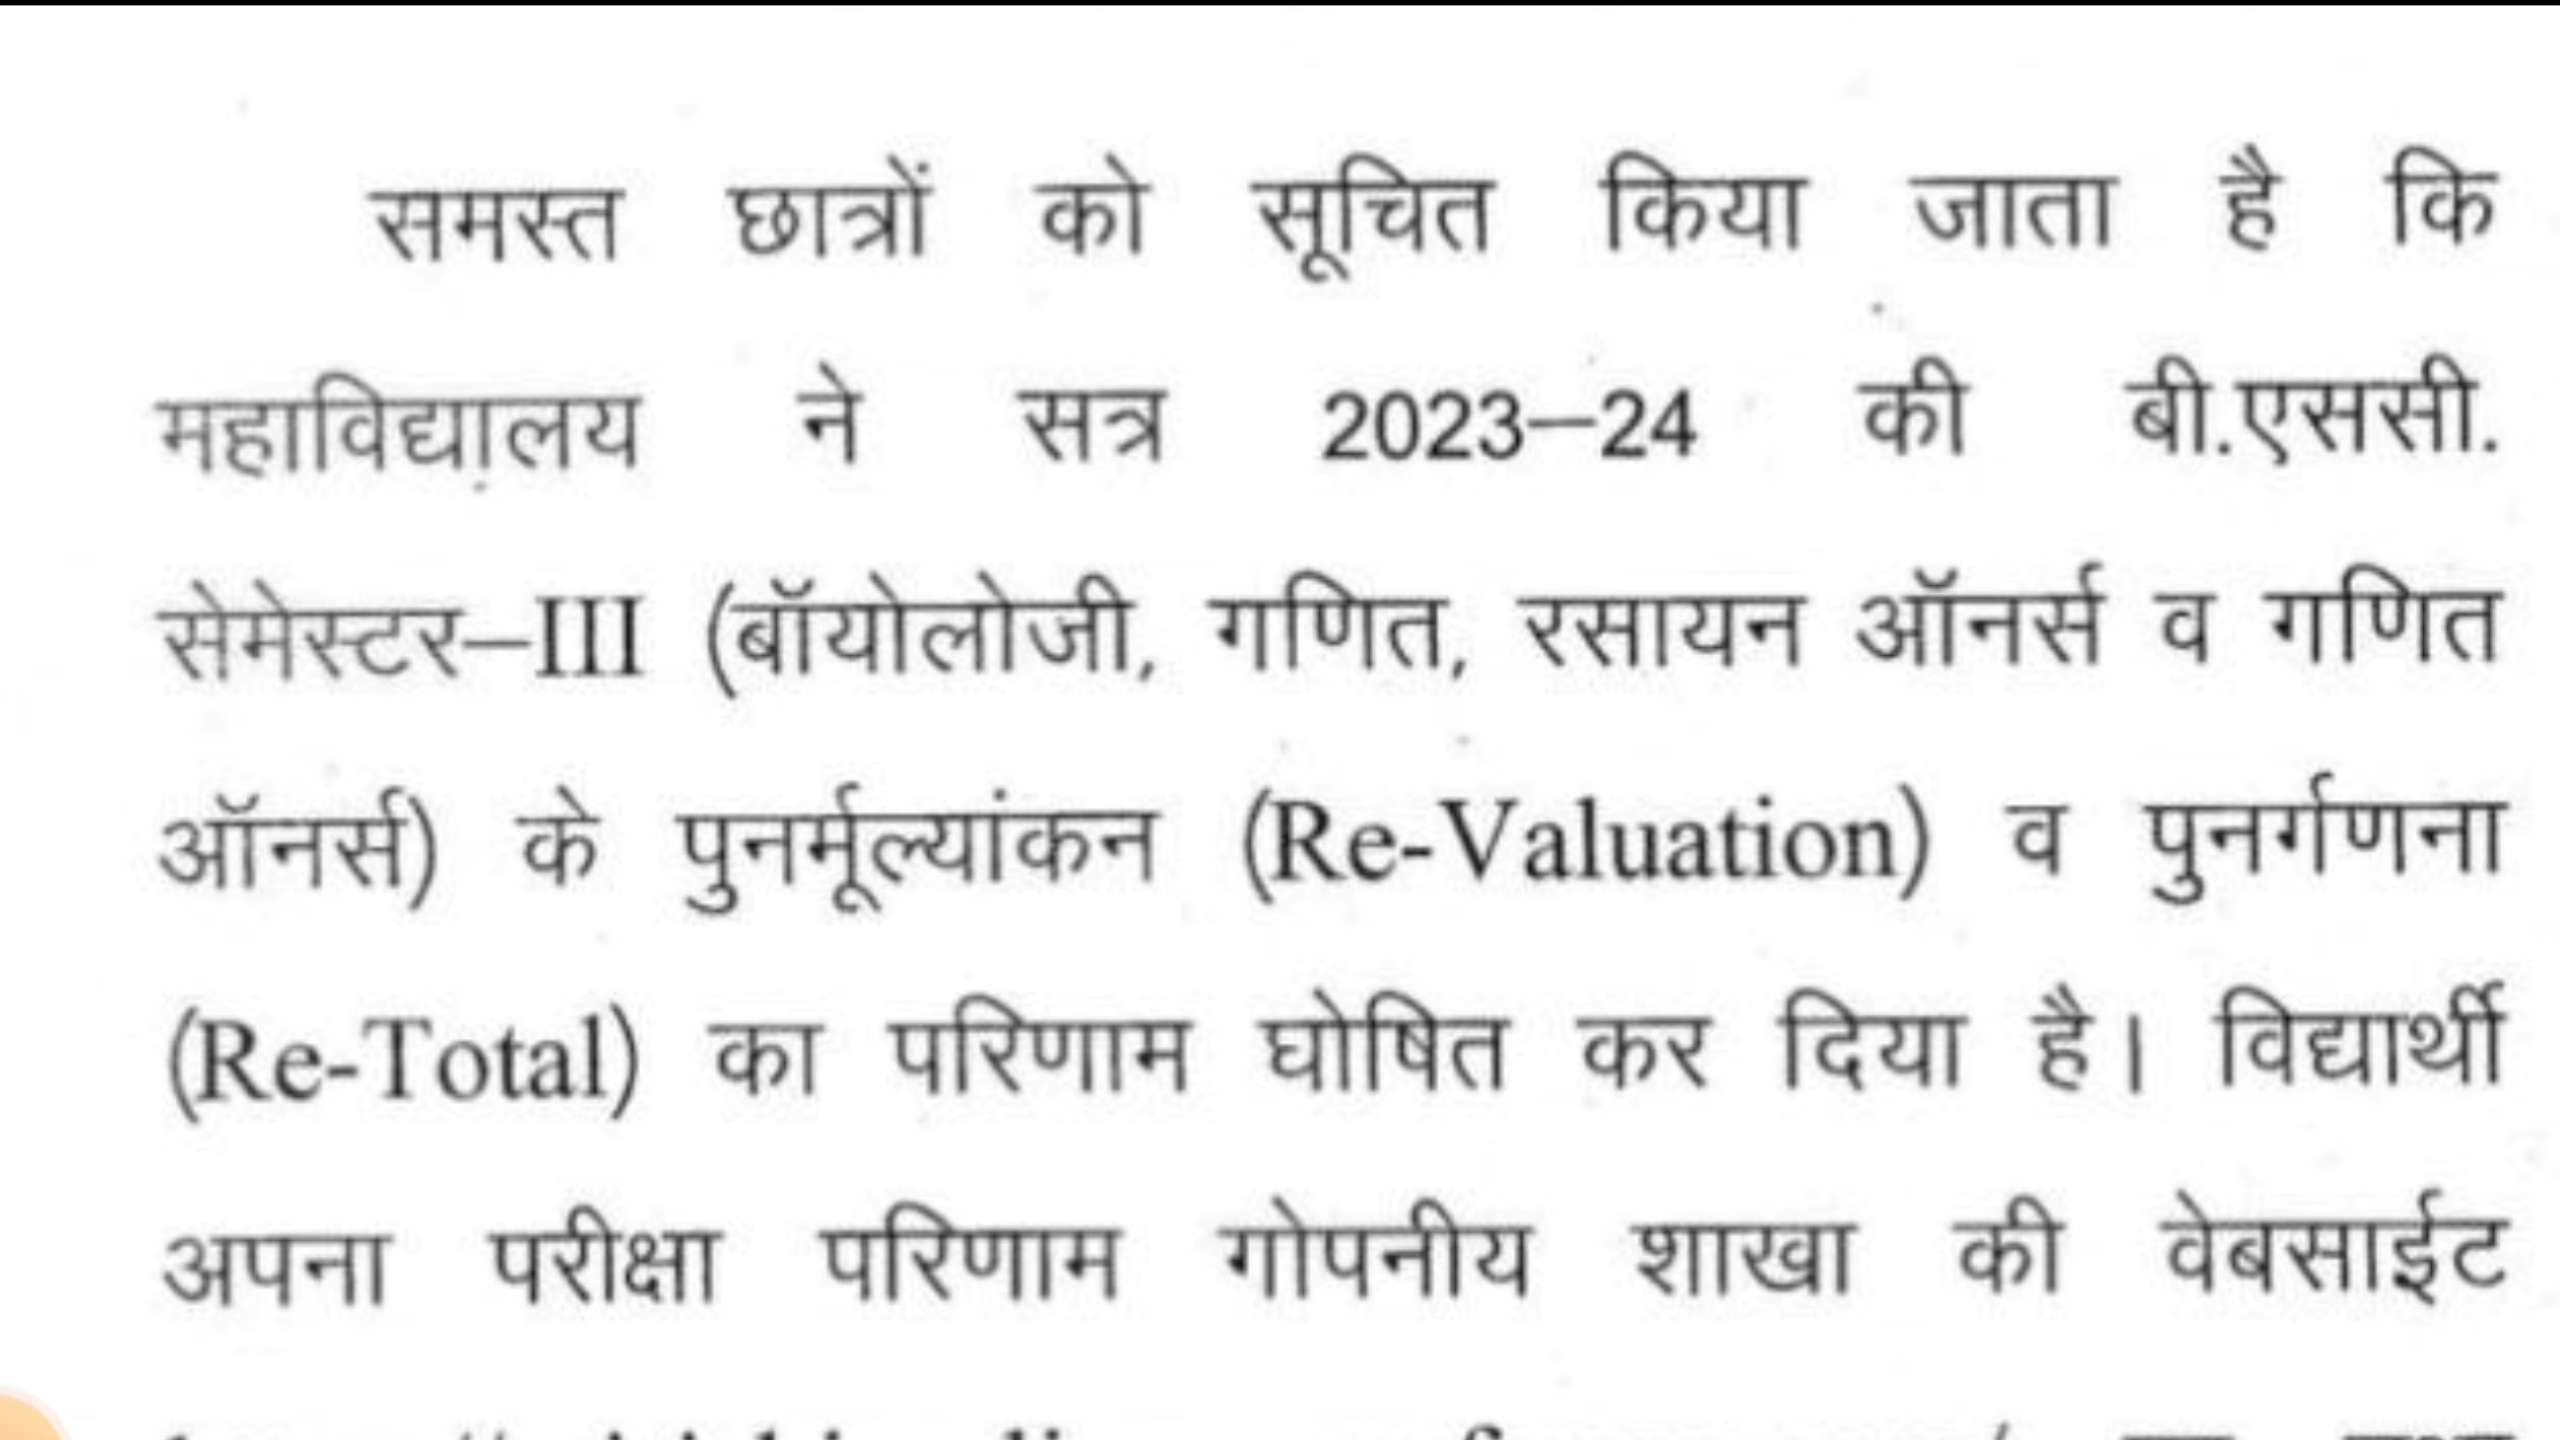 समस्त छात्रों को सूचित किया जाता है कि
महाविद्यालय ने सत्र 2023–24 की बी.एससी.
सेमेस्टर–III (बॉयोलोजी, गणित, रसायन ऑनर्स व गणित
ऑनर्स) के पुनर्मूल्यांकन (Re-Valuation) व पुनर्गणना
(Re-Total) का परिणाम घोषित कर दिया है। विद्यार्थी
अपना परीक्षा परिणाम गोपनीय शाखा की वेबसाईट